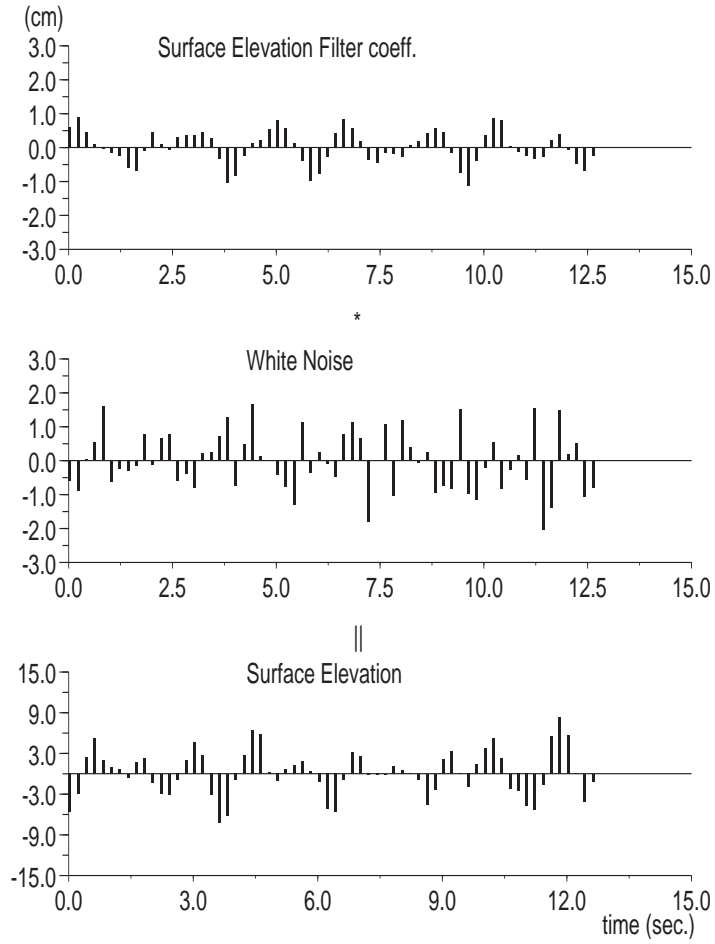 (cm)
Surface Elevation Filter coeff.
3.0
2.0
1.0
0.0
-1.0
-2.0
-3.0
0.0 2.5 5.0 7.5 10.0 12.5 15.0
*
White Noise
3.0
2.0
1.0
0.0
-1.0
-2.0
-3.0
0.0 2.5 5.0 7.5 10.0 12.5 15.0
||
Surface Elevation
15.0
9.0
3.0
-3.0
-9.0
-15.0
0.0 3.0 6.0 9.0 12.0 15.0
time (sec.)